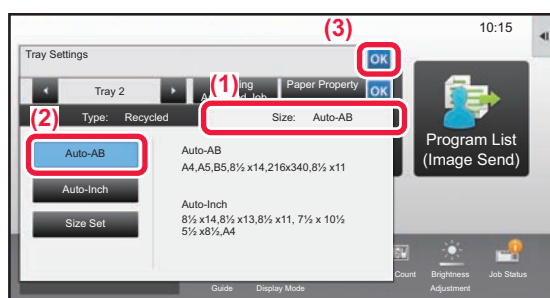 (3)
10:15
Tray Settings
OK
(1)
Paper Property
Tray 2
OK
(2)
Type: Recycled
Size: Auto-AB
Auto-AB
Auto-AB
A4,A5,B5,8½ x14,216x340,8½ x11
Auto-Inch
Auto-Inch
8½ x14,8½ x13,8½ x11, 7½ x 10½
5½ x8½,A4
Size Set
Program List
(Image Send)
Count
Brightness
Adjustment
Job Status
Guide
Display Mode